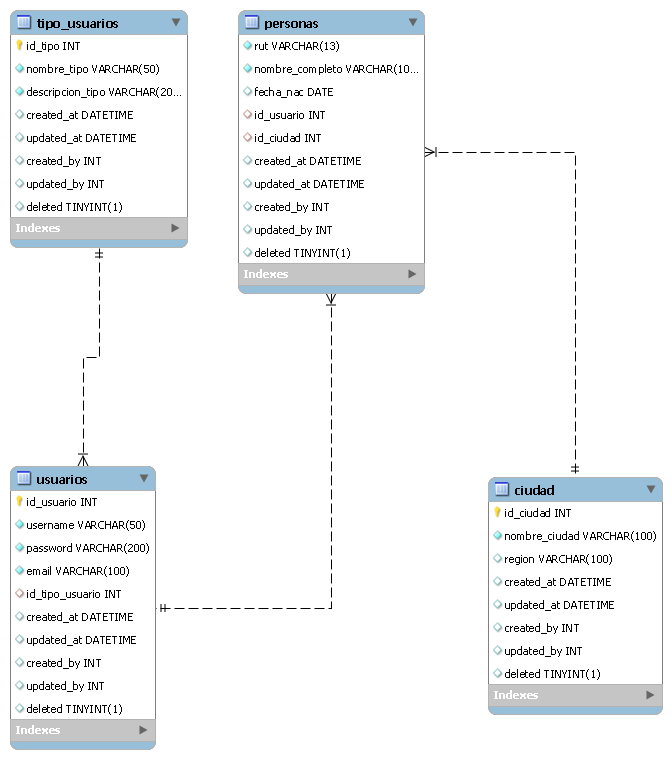 tipo_usuarios
id_tipo INT
nombre_tipo VARCHAR(50)
descripcion_tipo VARCHAR(20...
created_at DATETIME
updated_at DATETIME
created_by INT
updated_by INT
deleted TINYINT(1)
Indexes
personas
rut VARCHAR(13)
nombre_completo VARCHAR(10...
fecha_nac DATE
id_usuario INT
id_ciudad INT
created_at DATETIME
updated_at DATETIME
created_by INT
updated_by INT
deleted TINYINT(1)
Indexes
usuarios
id_usuario INT
username VARCHAR(50)
password VARCHAR(200)
email VARCHAR(100)
id_tipo_usuario INT
created_at DATETIME
updated_at DATETIME
created_by INT
updated_by INT
deleted TINYINT(1)
Indexes
ciudad
id_ciudad INT
nombre_ciudad VARCHAR(100)
region VARCHAR(100)
created_at DATETIME
updated_at DATETIME
created_by INT
updated_by INT
deleted TINYINT(1)
Indexes